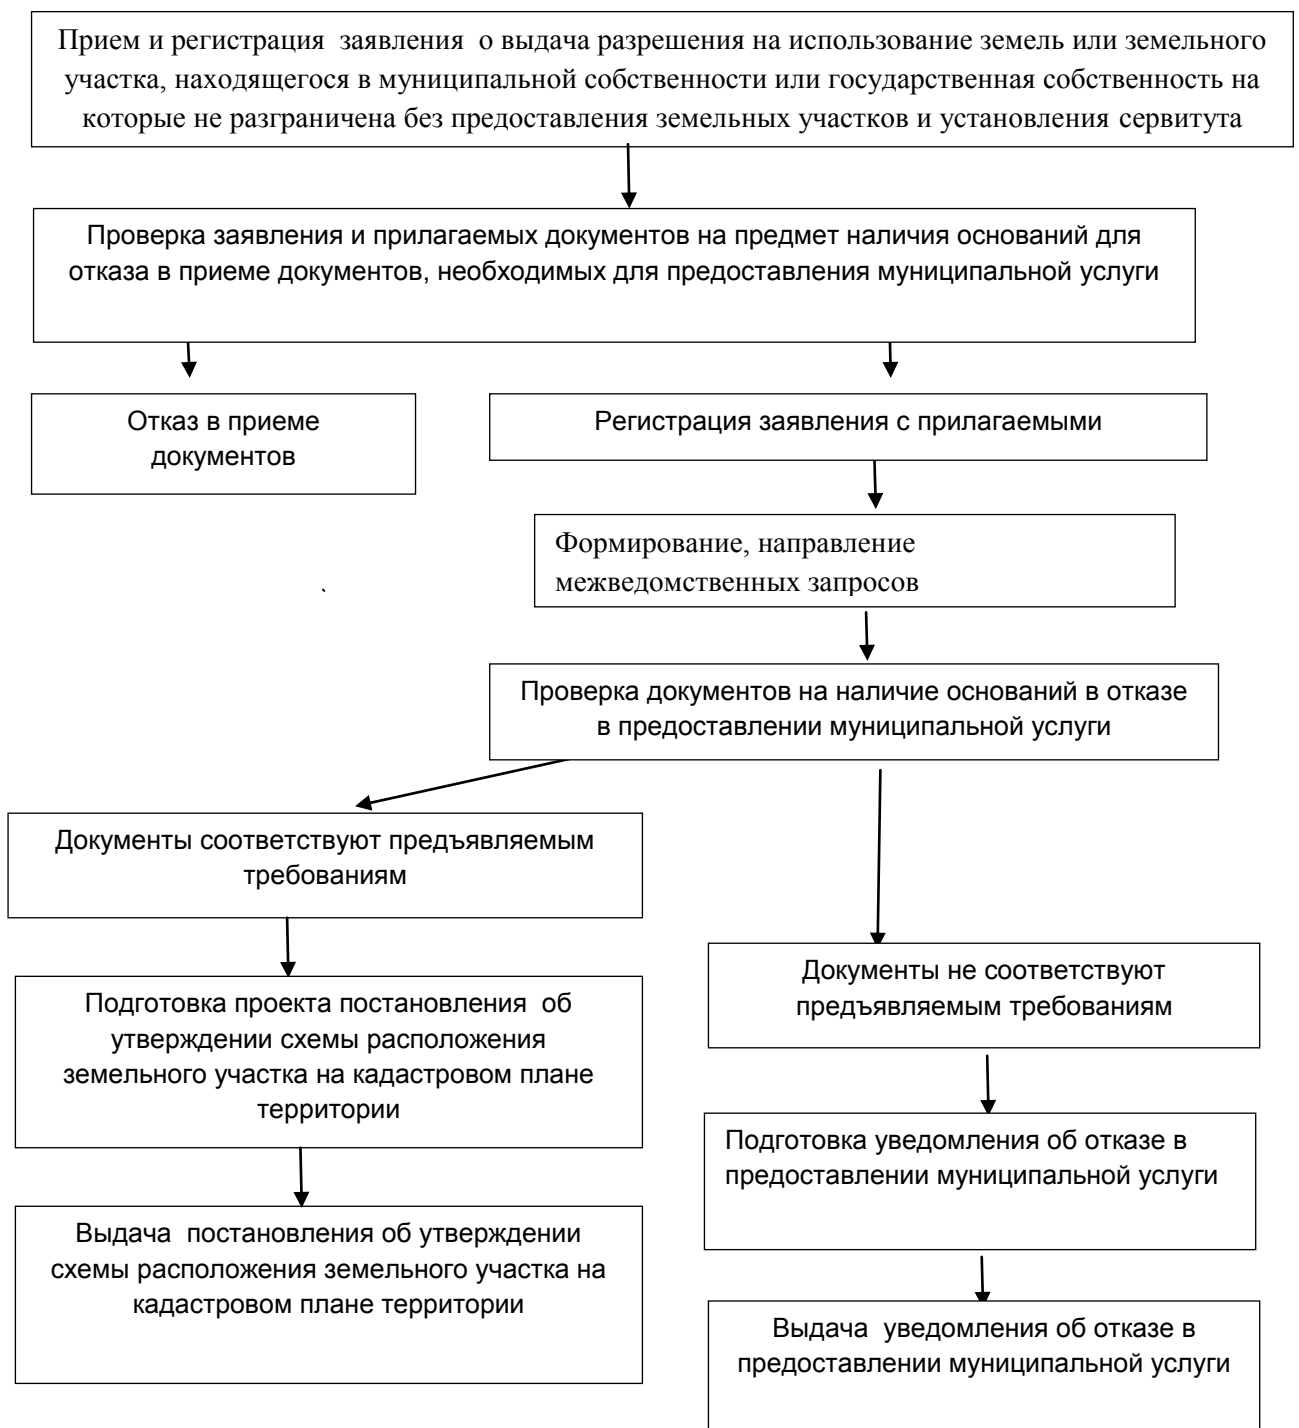 Прием и регистрация заявления о выдача разрешения на использование земель или земельного
участка, находящегося в муниципальной собственности или государственная собственность на
которые не разграничена без предоставления земельных участков и установления сервитута
Проверка заявления и прилагаемых документов на предмет наличия оснований для
отказа в приеме документов, необходимых для предоставления муниципальной услуги
Отказ в приеме
документов
Регистрация заявления с прилагаемыми
Формирование, направление
межведомственных запросов
Проверка документов на наличие оснований в отказе
в предоставлении муниципальной услуги
Документы соответствуют предъявляемым
требованиям
Подготовка проекта постановления об
утверждении схемы расположения
земельного участка на кадастровом плане
территории
Выдача постановления об утверждении
схемы расположения земельного участка на
кадастровом плане территории
Документы не соответствуют
предъявляемым требованиям
Подготовка уведомления об отказе в
предоставлении муниципальной услуги
Выдача уведомления об отказе в
предоставлении муниципальной услуги